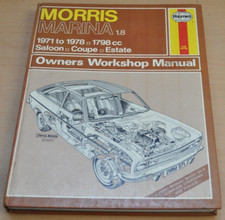 MORRIS
Haynes
MARINA 1.8
1971 to 1978 □ 1798 cc
Saloon □ Coupe □ Estate
Owners Workshop Manual